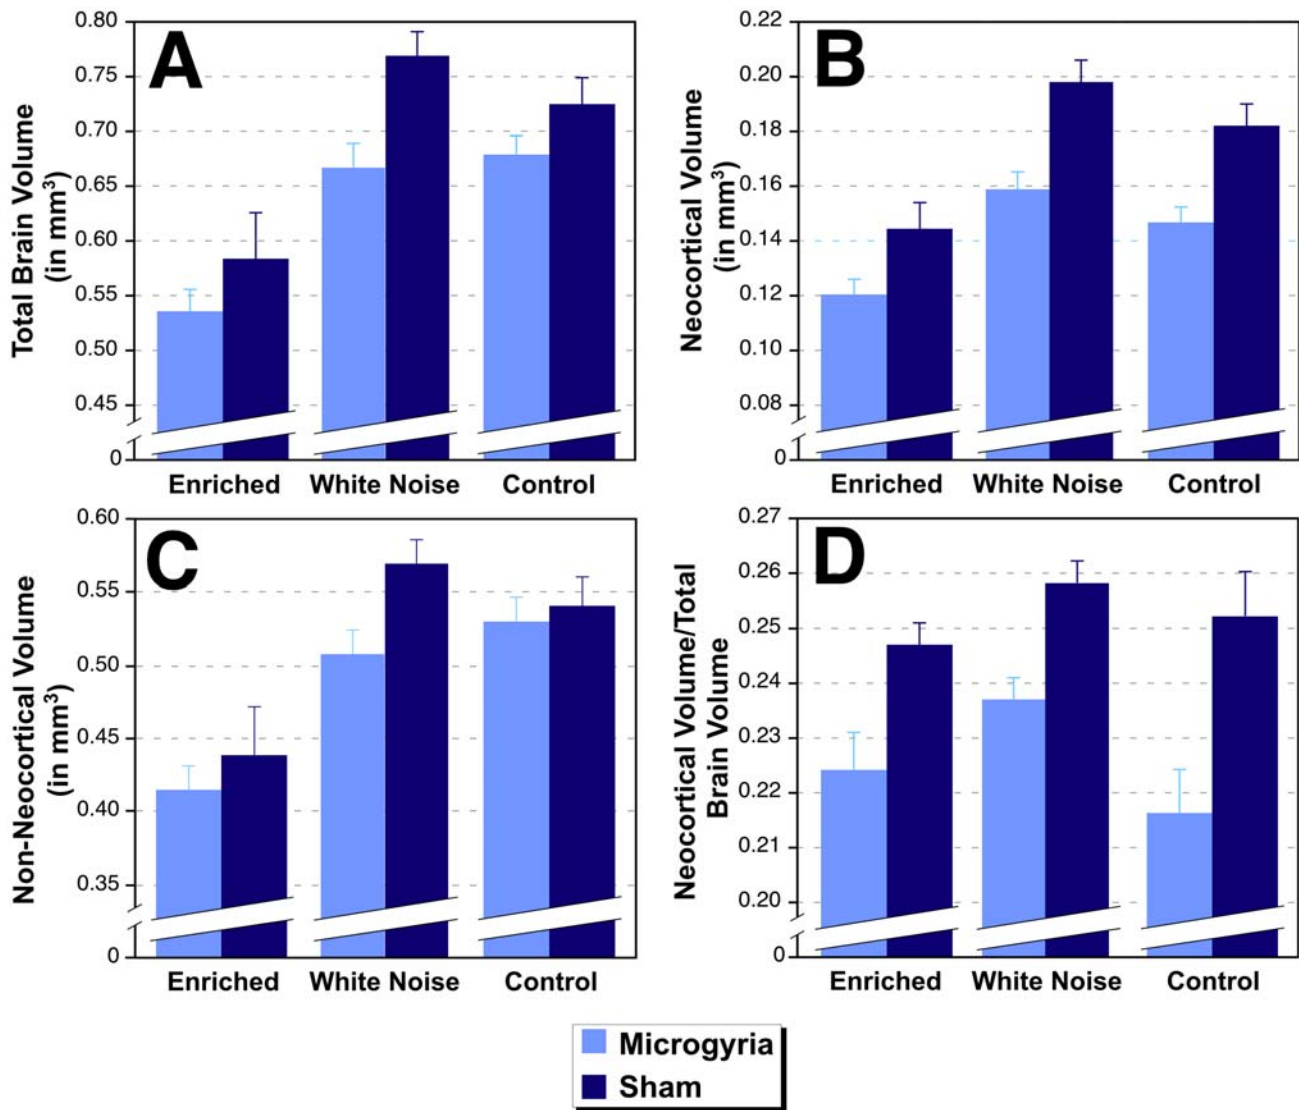 A
Total Brain Volume
(in mm³)
0.80
0.75
0.70
0.65
0.60
0.55
0.50
0.45
0
Enriched
White Noise
Control
B
Neocortical Volume
(in mm³)
0.22
0.20
0.18
0.16
0.14
0.12
0.10
0.08
0
Enriched
White Noise
Control
C
Non-Neocortical Volume
(in mm³)
0.60
0.55
0.50
0.45
0.40
0.35
0
Enriched
White Noise
Control
D
Neocortical Volume/Total
Brain Volume
0.27
0.26
0.25
0.24
0.23
0.22
0.21
0.20
0
Enriched
White Noise
Control
Microgyria
Sham